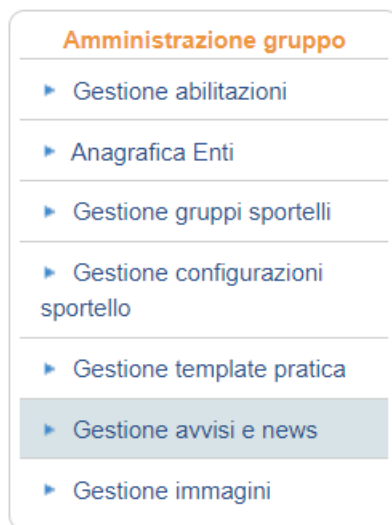 Amministrazione gruppo
Gestione abilitazioni
Anagrafica Enti
Gestione gruppi sportelli
Gestione configurazioni
sportello
Gestione template pratica
Gestione avvisi e news
Gestione immagini